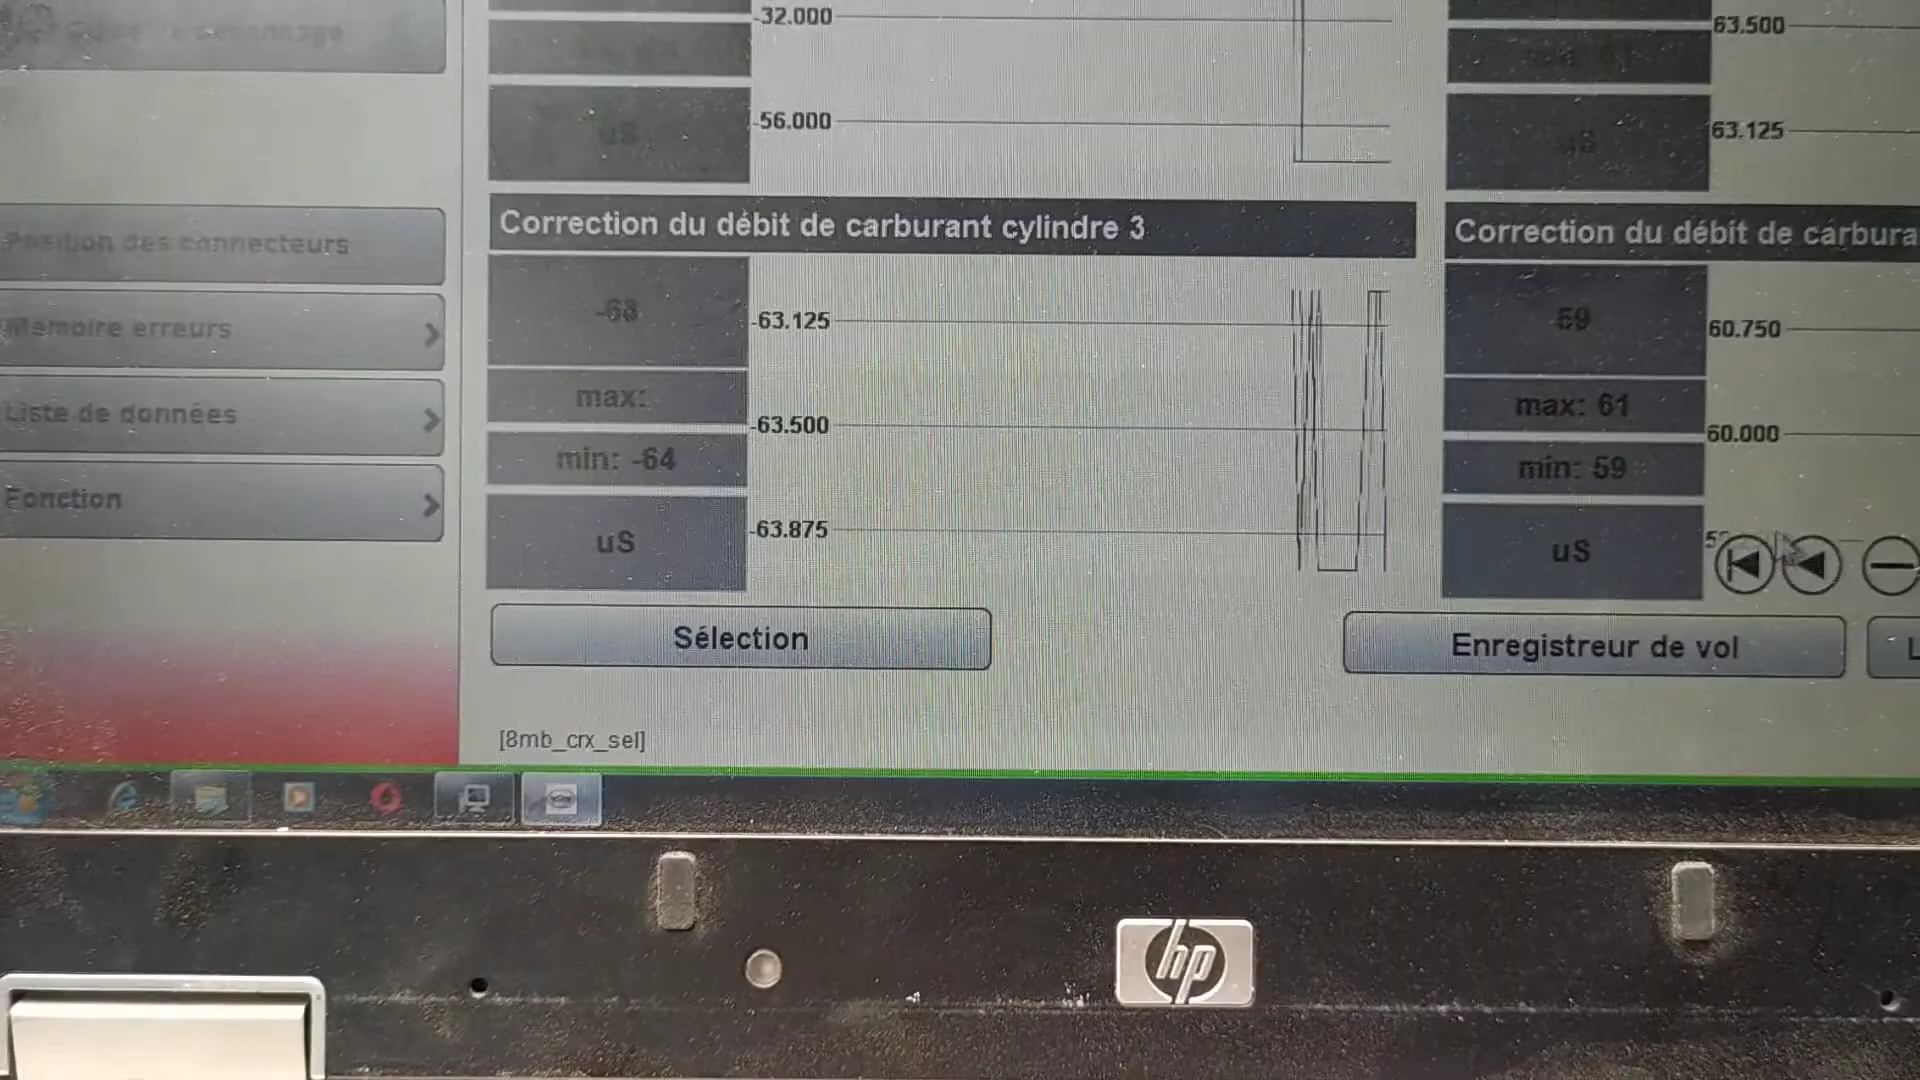 -32.000
63.500
uS
-56.000
uS
63.125
Correction du débit de carburant cylindre 3
Correction du débit de carbura
Position des connecteurs
Memoire erreurs
Liste de données
Fonction
-63.125
max:
-63.500
min: -64
-63.875
uS
59
60.750
max: 61
60.000
min: 59
uS
Sélection
Enregistreur de vol
L
[8mb_crx_sel]
hp